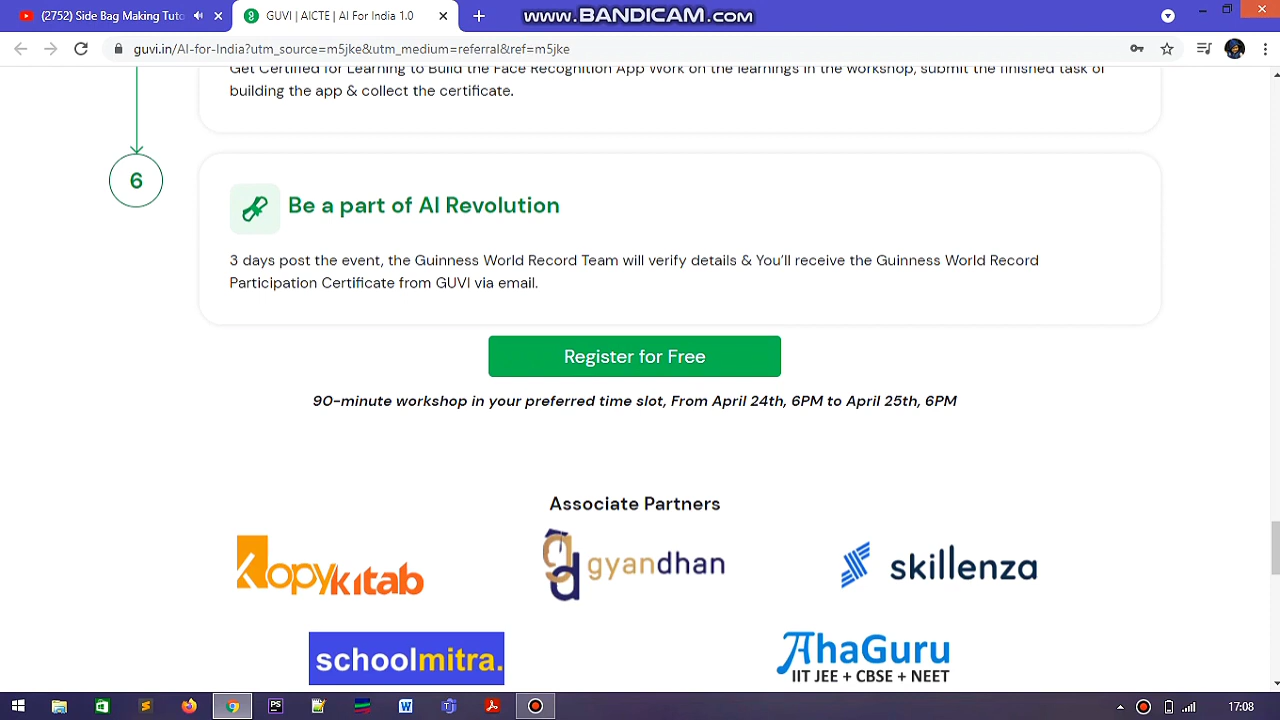 (2752) Side Bag Making Tuto
GUVI | AICTE | AI For India 1.0
www.BANDICAM.com
guvi.in/AI-for-India?utm_source=m5jke&utm_medium=referral&ref=m5jke
Get Certified for Learning to Build the Face Recognition App Work on the learnings in the workshop, submit the finished task of
building the app & collect the certificate.
6
Be a part of AI Revolution
3 days post the event, the Guinness World Record Team will verify details & You'll receive the Guinness World Record
Participation Certificate from GUVI via email.
Register for Free
90-minute workshop in your preferred time slot, From April 24th, 6PM to April 25th, 6PM
Associate Partners
Kopykitab
gyandhan
skillenza
schoolmitra.
AhaGuru
IIT JEE + CBSE + NEET
17:08